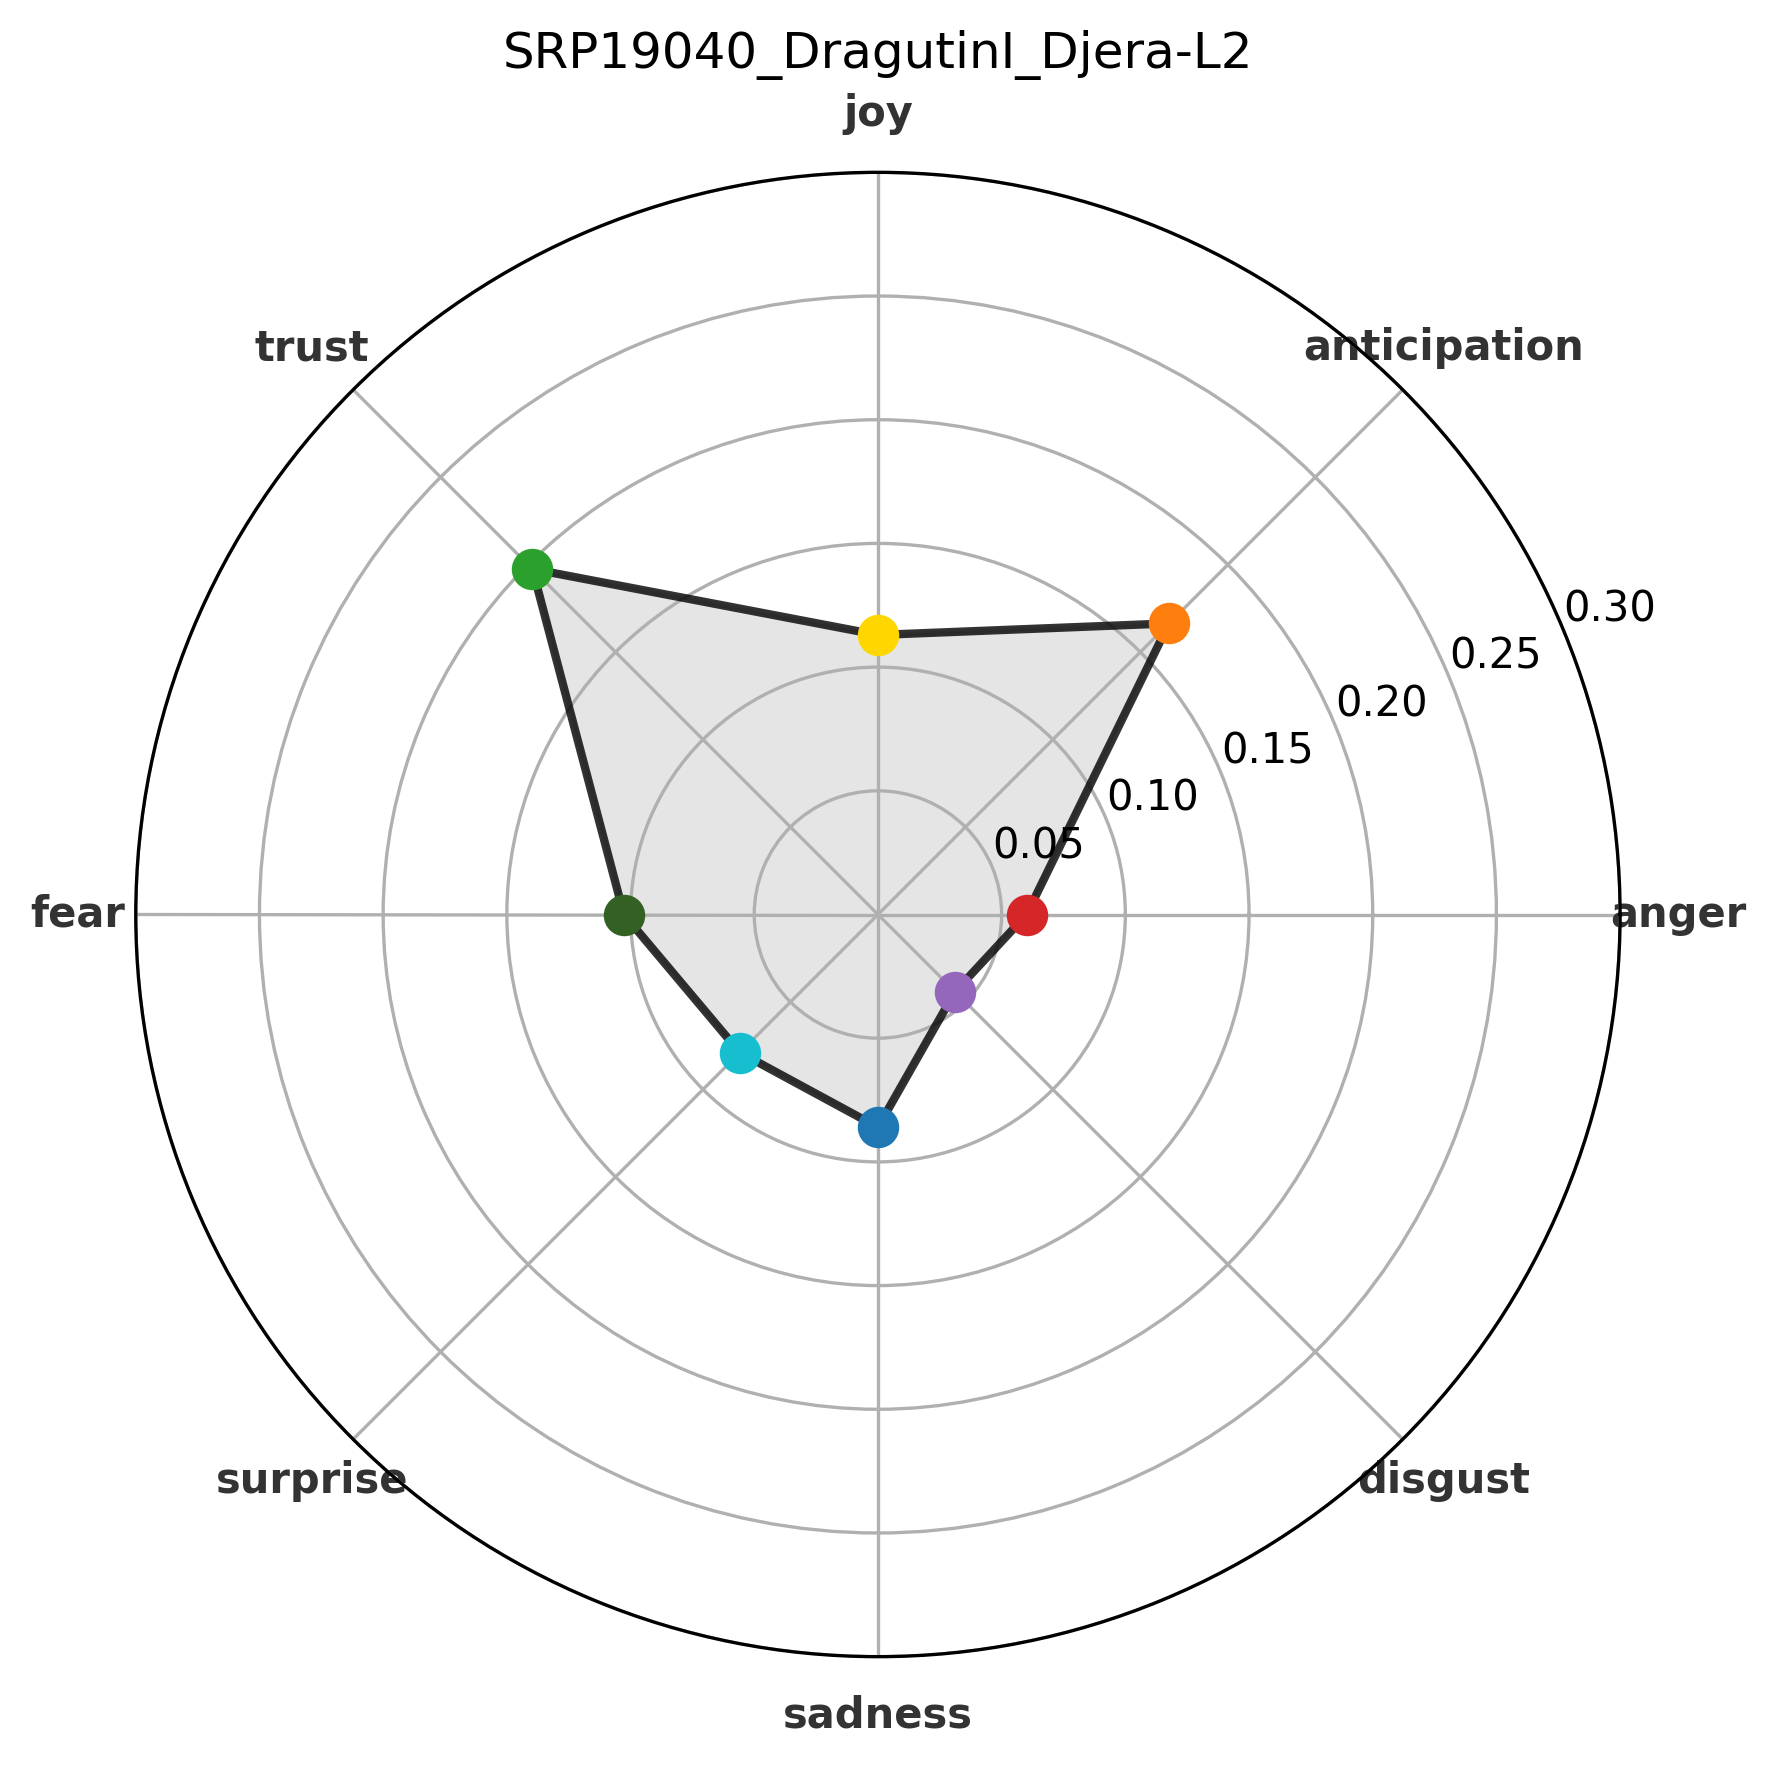 SRP19040_DragutinI_Djera-L2
joy
trust
anticipation
0.30
0.25
0.20
0.15
0.10
0.05
fear
anger
surprise
disgust
sadness